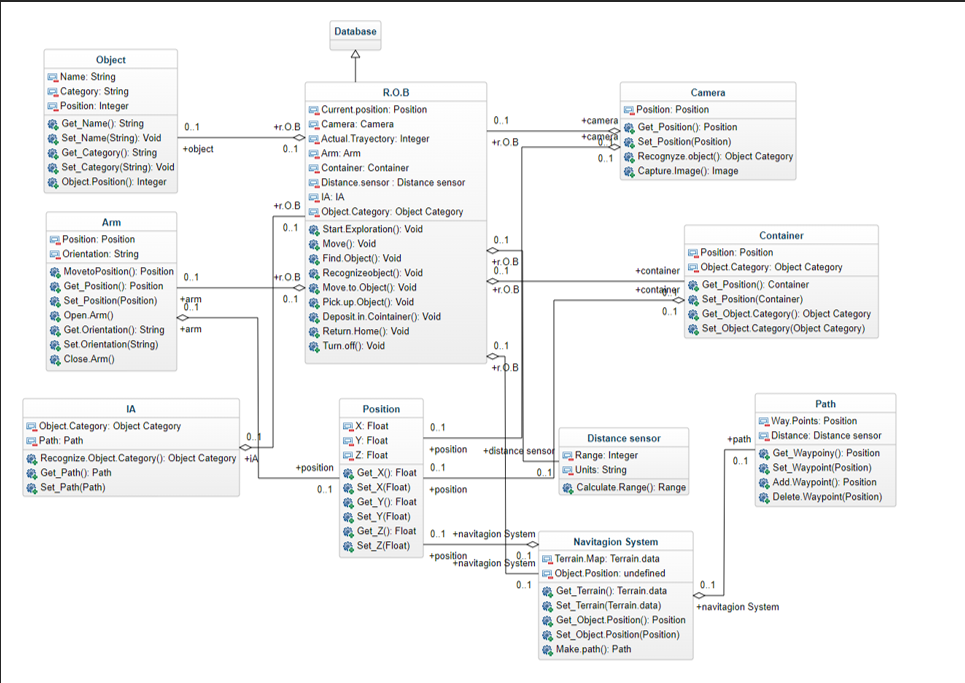 Database
Object
Name: String
Category: String
Position: Integer
Get_Name(): String
Set_Name(String): Void
Get_Category(): String
Set_Category(String): Void
Object.Position(): Integer
0..1
+object
+r.O.B
0..1
R.O.B
Current.position: Position
Camera: Camera
Actual.Trayectory: Integer
Arm: Arm
Container: Container
Distance.sensor : Distance sensor
IA: IA
Object.Category: Object Category
Start.Exploration(): Void
Move(): Void
Find.Object(): Void
Recognizeobject(): Void
Move.to.Object(): Void
Pick.up.Object(): Void
Deposit.in.Cointainer(): Void
Return.Home(): Void
Turn.off(): Void
0..1
+r.O.B
+camera
+camera
0..1
0..1
Camera
Position: Position
Get_Position(): Position
Set_Position(Position)
Recognyze.object(): Object Category
Capture.Image(): Image
Arm
Position: Position
Orientation: String
MovetoPosition(): Position
Get_Position(): Position
Set_Position(Position)
Open.Arm()
Get.Orientation(): String
Set.Orientation(String)
Close.Arm()
+r.O.B
0..1
0..1
+arm
+r.O.B
0..1
0..1
+arm
0..1
+r.O.B
0..1
+r.O.B
0..1
+r.O.B
+container
+container
0..1
0..1
Container
Position: Position
Object.Category: Object Category
Get_Position(): Container
Set_Position(Container)
Get_Object.Category(): Object Category
Set_Object.Category(Object Category)
IA
Object.Category: Object Category
Path: Path
Recognize.Object.Category(): Object Category
Get_Path(): Path
Set_Path(Path)
0..1
+IA
+position
0..1
Position
X: Float
Y: Float
Z: Float
Get_X(): Float
Set_X(Float)
Get_Y(): Float
Set_Y(Float)
Get_Z(): Float
Set_Z(Float)
0..1
+position
0..1
+position
0..1
+position
+distance sensor
0..1
Distance sensor
Range: Integer
Units: String
Calculate.Range(): Range
Path
Way.Points: Position
Distance: Distance sensor
Get_Waypoiny(): Position
Set_Waypoint(Position)
Add.Waypoint(): Position
Delete.Waypoint(Position)
+path
0..1
+navitagion System
0..1
+navitagion System
0..1
Navitagion System
Terrain.Map: Terrain.data
Object.Position: undefined
Get_Terrain(): Terrain.data
Set_Terrain(Terrain.data)
Get_Object.Position(): Position
Set_Object.Position(Position)
Make.path(): Path
0..1
+navitagion System